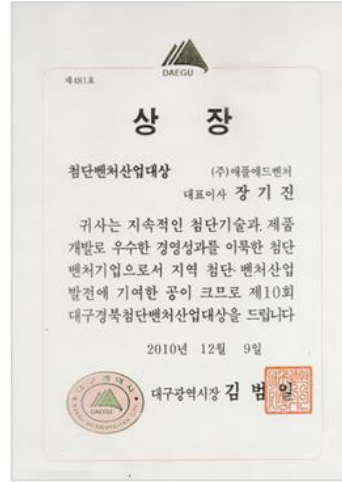 DAEGU
제481호
상 장
첨단벤처산업대상
(주)애플애드벤처
대표이사 장기진
귀사는 지속적인 첨단기술과 제품
개발로 우수한 경영성과를 이룩한 첨단
벤처기업으로서 지역 첨단·벤처산업
발전에 기여한 공이 크므로 제10회
대구경북첨단벤처산업대상을 드립니다
2010년 12월 9일
대구광역시
DAEGU
대구광역시장 김범일